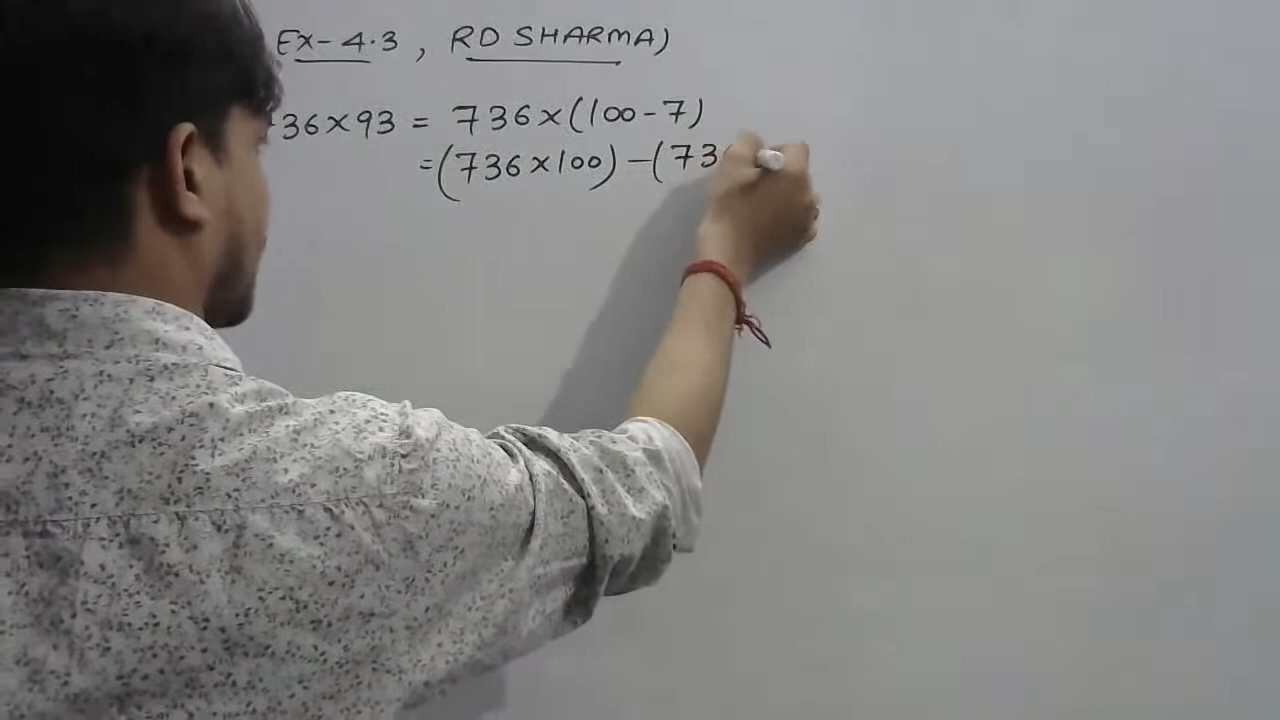 Ex-4.3, RD SHARMA)
36×93 = 736×(100-7)
=(736×100)-(73